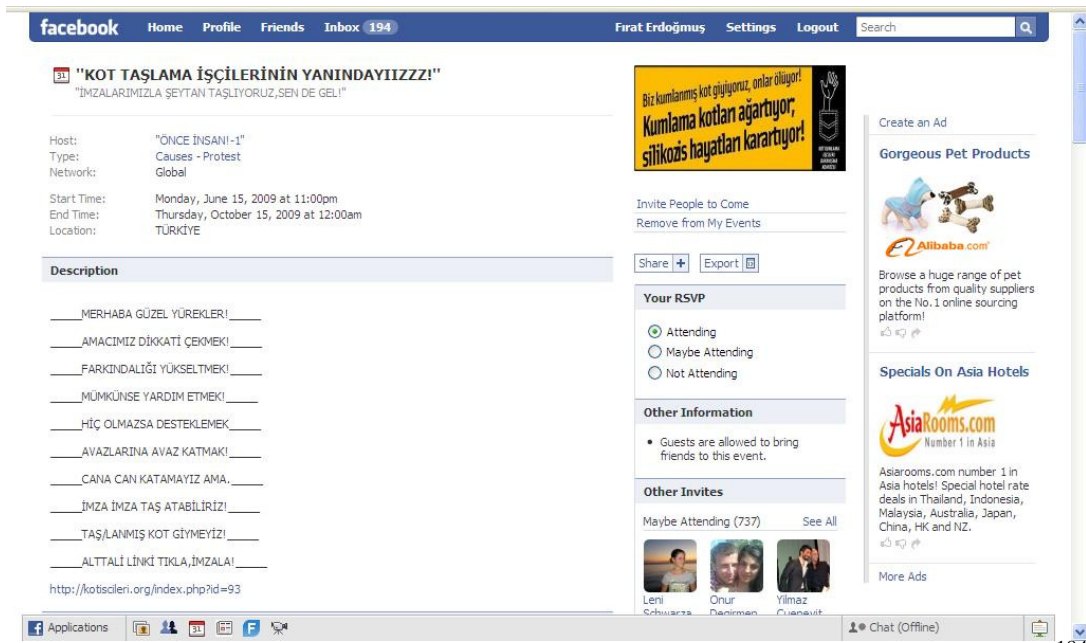 facebook Home Profile Friends Inbox 194 Fırat Erdoğmuş Settings Logout Search
31 "KOT TAŞLAMA İŞÇİLERİNİN YANINDAYIIZZZ!"
"İMZALARIMIZLA ŞEYTAN TAŞLIYORUZ,SEN DE GEL!"
Host: "ÖNCE İNSAN!-1"
Type: Causes - Protest
Network: Global
Start Time: Monday, June 15, 2009 at 11:00pm
End Time: Thursday, October 15, 2009 at 12:00am
Location: TÜRKİYE
Description
_____MERHABA GÜZEL YÜREKLER!_____
_____AMACIMIZ DİKKATİ ÇEKMEK!_____
_____FARKINDALIĞI YÜKSELTMEK!_____
_____MÜMKÜNSE YARDIM ETMEK!_____
_____HİÇ OLMAZSA DESTEKLEMEK_____
_____AVAZLARINA AVAZ KATMAK!_____
_____CANA CAN KATAMAYIZ AMA._____
_____İMZA İMZA TAŞ ATABİLİRİZ!_____
_____TAŞ/LANMIŞ KOT GİYMEYİZ!_____
_____ALTTALİ LİNKİ TIKLA,İMZALA!_____
http://kotiscileri.org/index.php?id=93
Biz kumlanmış kot giyiyoruz, onlar ölüyor!
Kumlama kotları ağartıyor;
silikozis hayatları karartıyor!
Invite People to Come
Remove from My Events
Share + Export
Your RSVP
Attending
Maybe Attending
Not Attending
Other Information
• Guests are allowed to bring
friends to this event.
Other Invites
Maybe Attending (737) See All
Leni
Schwarza
Onur
Degirmen
Yilmaz
Cuneyit
Create an Ad
Gorgeous Pet Products
Alibaba.com
Browse a huge range of pet
products from quality suppliers
on the No.1 online sourcing
platform!
Specials On Asia Hotels
AsiaRooms.com
Number 1 in Asia
Asiarooms.com number 1 in
Asia hotels! Special hotel rate
deals in Thailand, Indonesia,
Malaysia, Australia, Japan,
China, HK and NZ.
More Ads
Applications 31 Chat (Offline)